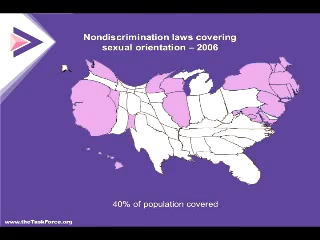 Nondiscrimination laws covering
sexual orientation – 2006
40% of population covered
www.theTaskForce.org